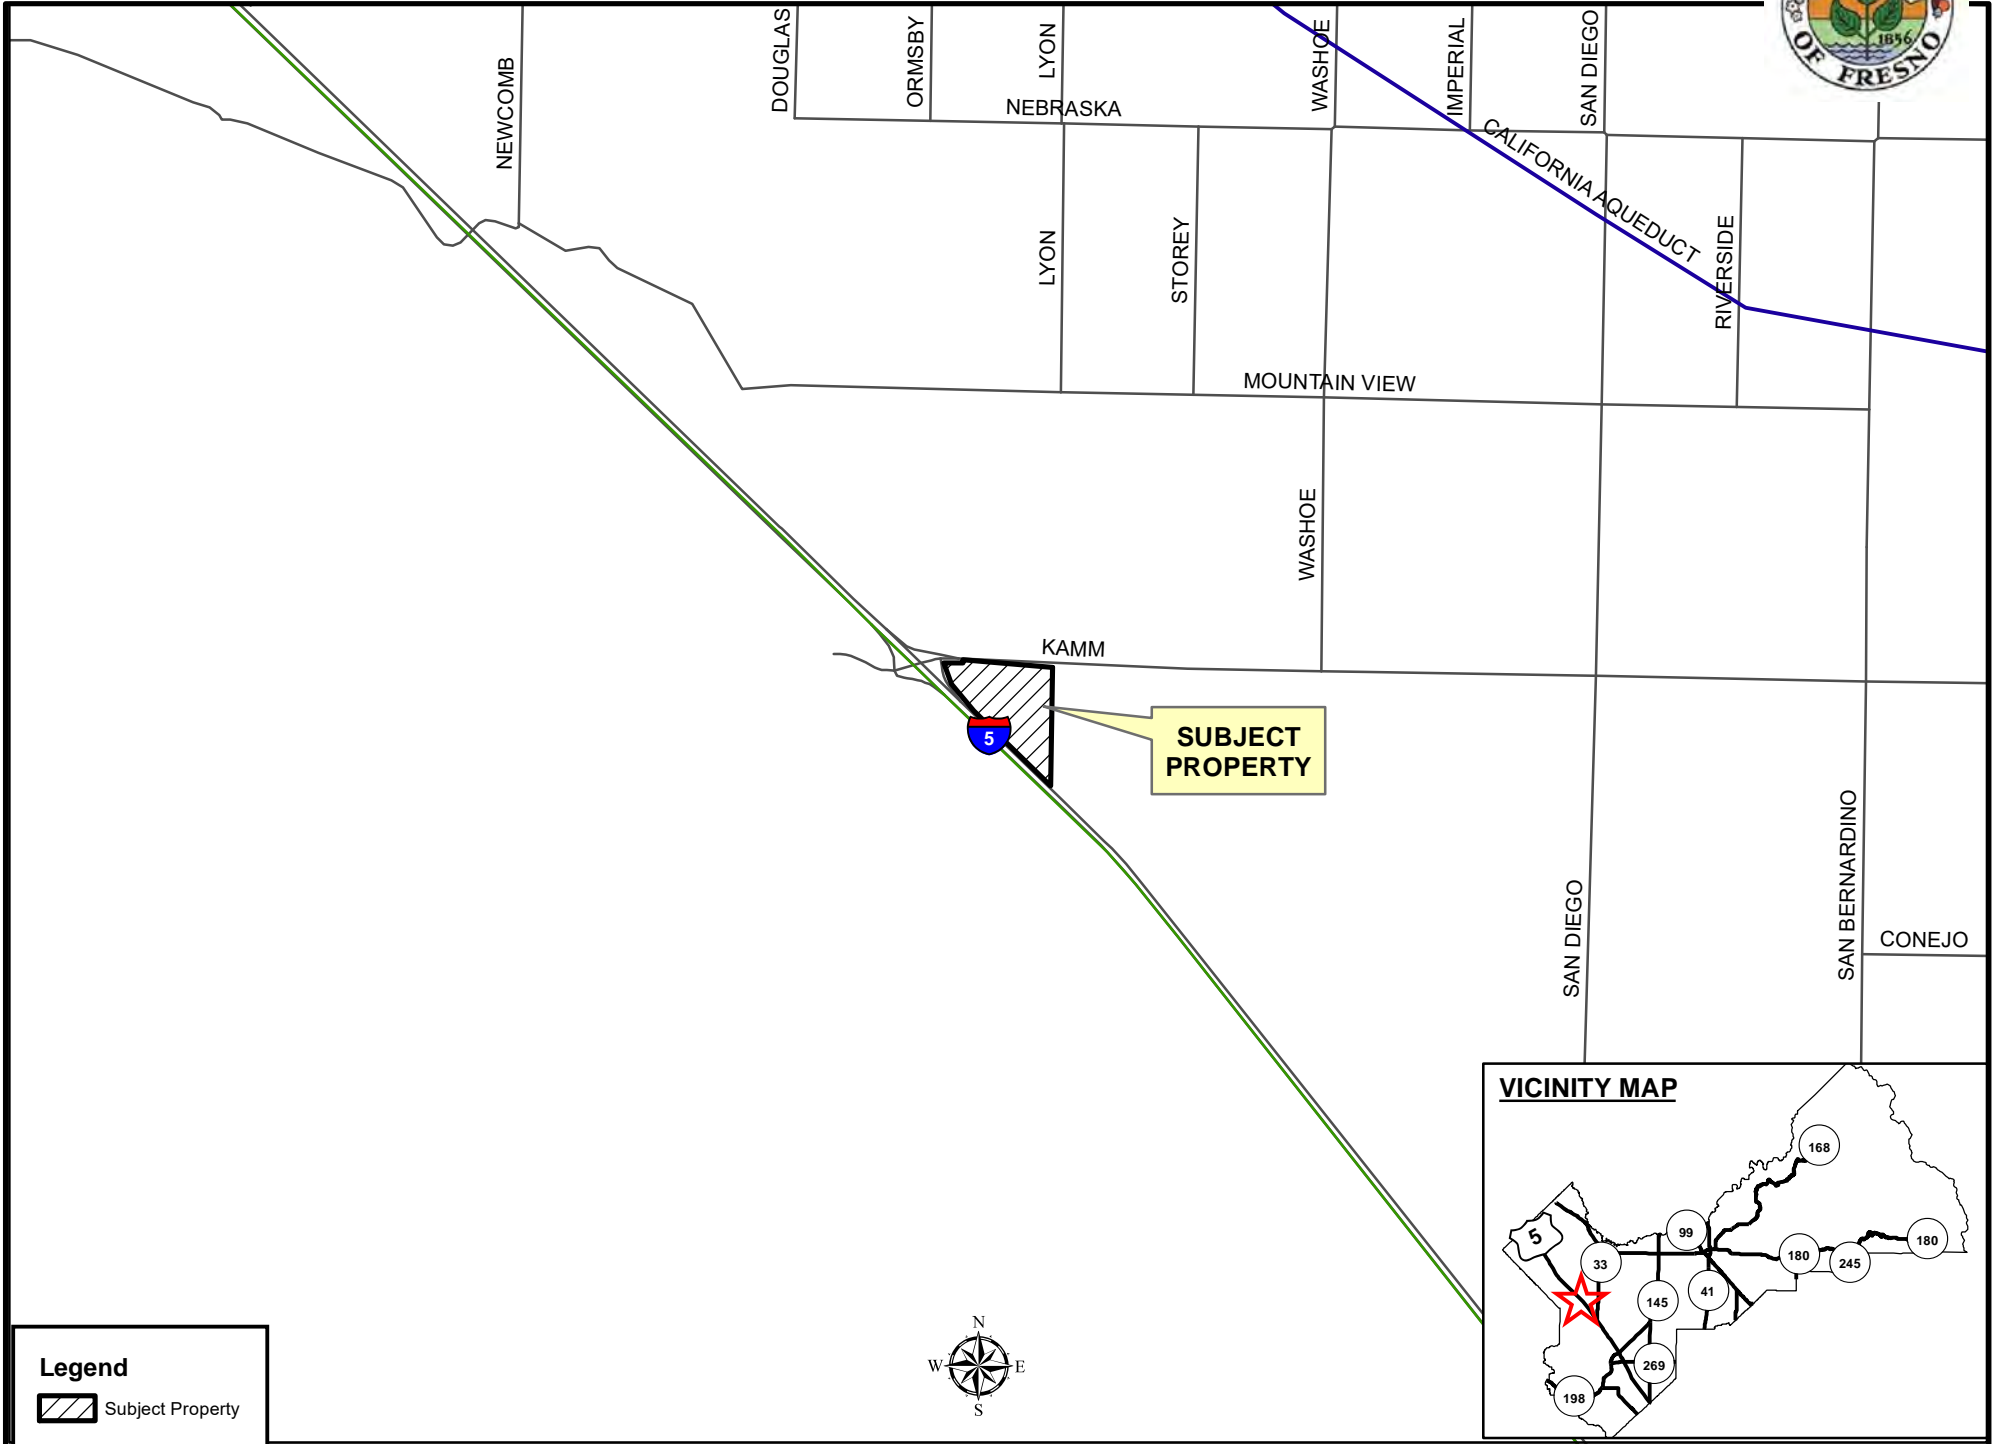 1856
OF FRESNO
NEWCOMB
DOUGLAS
ORMSBY
LYON
WASHOE
IMPERIAL
SAN DIEGO
NEBRASKA
CALIFORNIA AQUEDUCT
LYON
STOREY
RIVERSIDE
MOUNTAIN VIEW
WASHOE
KAMM
5
SUBJECT
PROPERTY
SAN DIEGO
SAN BERNARDINO
CONEJO
VICINITY MAP
168
5
99
33
180
245
180
145
41
269
198
N
W
E
S
Legend
Subject Property